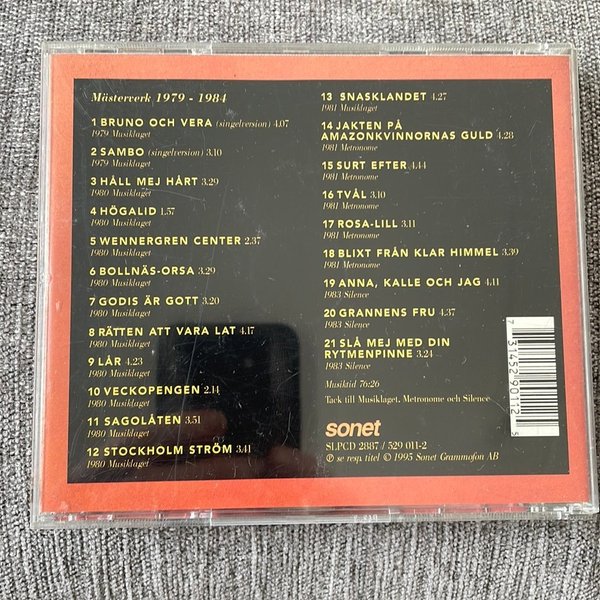 Mästerverk 1979 - 1984
1 BRUNO OCH VERA (singelversion) 4.07
1979 Musiklaget
2 SAMBO (singelversion) 3.10
1979 Musiklaget
3 HÅLL MEJ HÅRT 3.29
1980 Musiklaget
4 HÖGALID 1.57
1980 Musiklaget
5 WENNERGREN CENTER 2.37
1980 Musiklaget
6 BOLLNÄS-ORSA 3.29
1980 Musiklaget
7 GODIS ÄR GOTT 3.20
1980 Musiklaget
8 RÄTTEN ATT VARA LAT 4.17
1980 Musiklaget
9 LÅR 4.23
1980 Musiklaget
10 VECKOPENGEN 2.14
1980 Musiklaget
11 SAGOLÅTEN 3.51
1980 Musiklaget
12 STOCKHOLM STRÖM 3.41
1980 Musiklaget
13 SNASKLANDET 4.27
1981 Musiklaget
14 JAKTEN PÅ
AMAZONKVINNORNAS GULD 4.28
1981 Metronome
15 SURT EFTER 4.44
1981 Metronome
16 TVÅL 3.10
1981 Metronome
17 ROSA-LILL 3.11
1981 Metronome
18 BLIXT FRÅN KLAR HIMMEL 3.39
1981 Metronome
19 ANNA, KALLE OCH JAG 4.11
1983 Silence
20 GRANNENS FRU 4.37
1983 Silence
21 SLÅ MEJ MED DIN
RYTMENPINNE 3.24
1983 Silence
Musiktid 76:26
Tack till Musiklaget, Metronome och Silence
sonet
SLPCD 2887 / 529 011-2
℗ se resp. titel © 1995 Sonet Grammofon AB
7 31452 90112 5